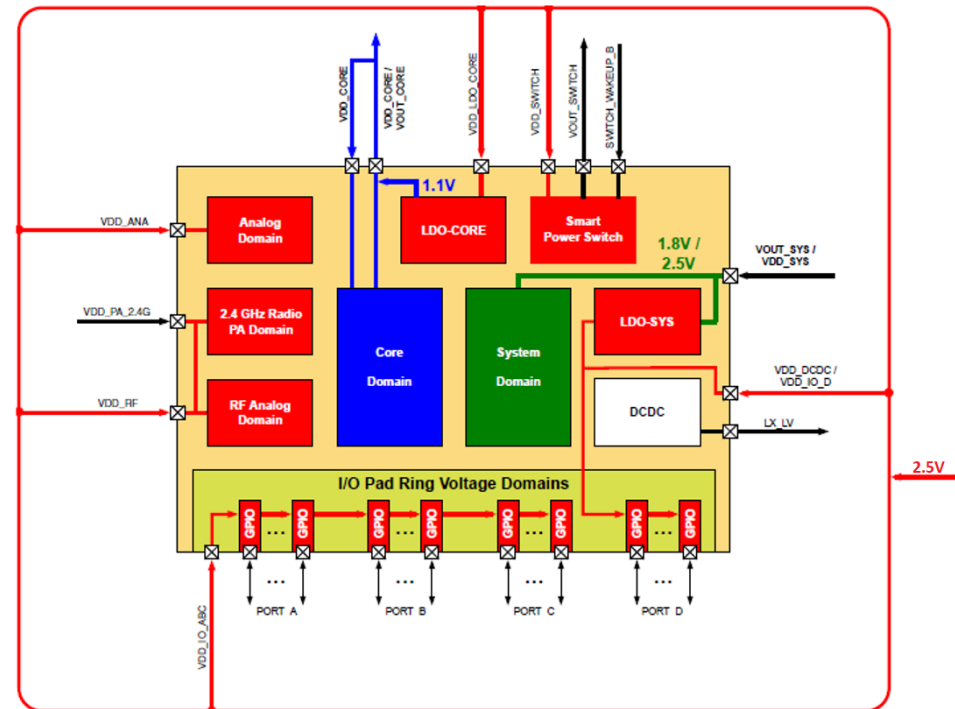 VDD_CORE
VDD_CORE /
VOUT_CORE
VDD_LDO_CORE
VDD_SWITCH
VOUT_SWITCH
SWITCH_WAKEUP_B
1.1V
VDD_ANA
Analog
Domain
LDO-CORE
Smart
Power Switch
1.8V /
2.5V
VOUT_SYS /
VDD_SYS
VDD_PA_2.4G
2.4 GHz Radio
PA Domain
Core
Domain
System
Domain
LDO-SYS
VDD_DCDC /
VDD_IO_D
VDD_RF
RF Analog
Domain
DCDC
LX_LV
2.5V
I/O Pad Ring Voltage Domains
GPIO
...
GPIO
GPIO
...
GPIO
GPIO
...
GPIO
GPIO
...
GPIO
... ... ... ...
PORT A PORT B PORT C PORT D
VDD_IO_ABC